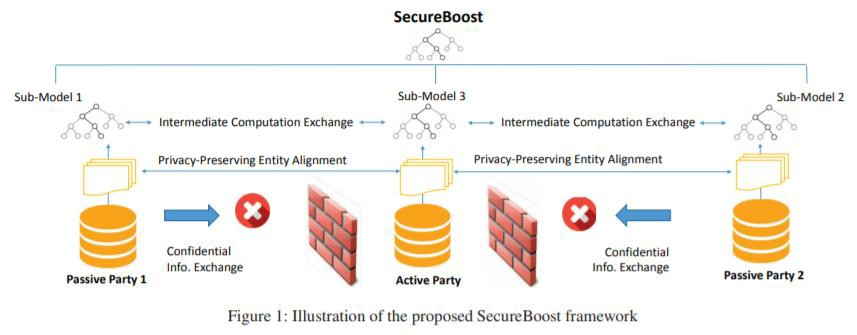 SecureBoost
Sub-Model 1
Sub-Model 3
Sub-Model 2
Intermediate Computation Exchange
Intermediate Computation Exchange
Privacy-Preserving Entity Alignment
Privacy-Preserving Entity Alignment
Confidential
Info. Exchange
Confidential
Info. Exchange
Passive Party 1
Active Party
Passive Party 2
Figure 1: Illustration of the proposed SecureBoost framework